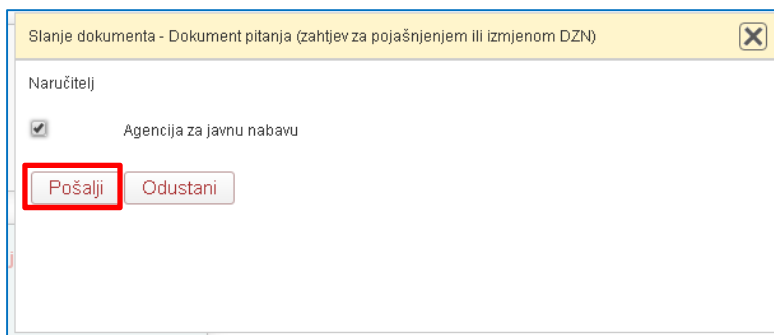 Slanje dokumenta - Dokument pitanja (zahtjev za pojašnjenjem ili izmjenom DZN)
Naručitelj
Agencija za javnu nabavu
Pošalji Odustani